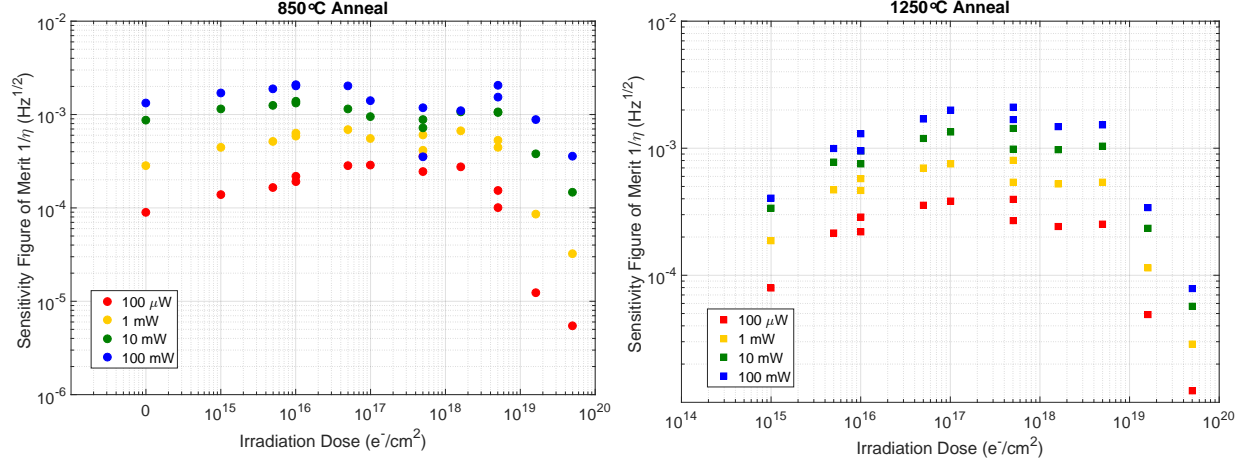 850°C Anneal
Sensitivity Figure of Merit 1/η (Hz^1/2)
10^-2
10^-3
10^-4
10^-5
10^-6
100 μW
1 mW
10 mW
100 mW
0 10^15 10^16 10^17 10^18 10^19 10^20
Irradiation Dose (e^-/cm^2)
1250°C Anneal
Sensitivity Figure of Merit 1/η (Hz^1/2)
10^-2
10^-3
10^-4
100 μW
1 mW
10 mW
100 mW
10^14 10^15 10^16 10^17 10^18 10^19 10^20
Irradiation Dose (e^-/cm^2)